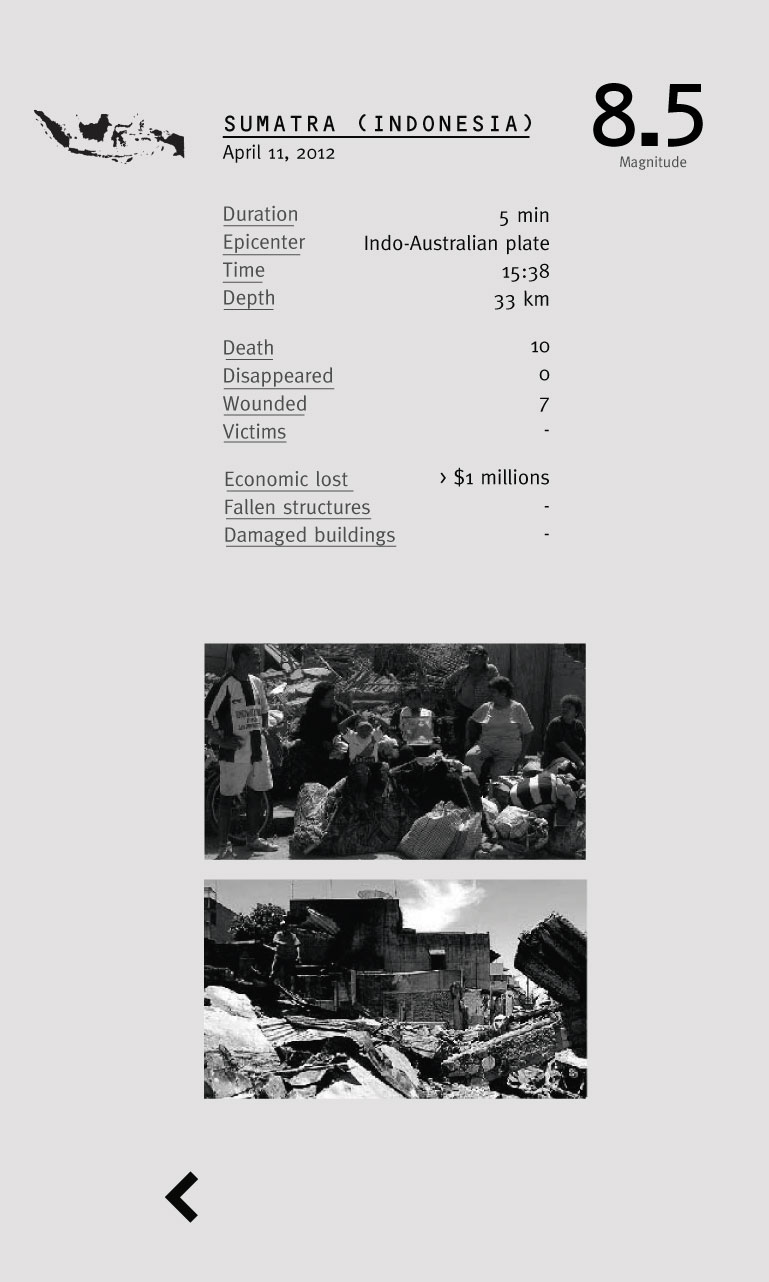 SUMATRA (INDONESIA)
April 11, 2012
8.5
Magnitude
Duration 5 min
Epicenter Indo-Australian plate
Time 15:38
Depth 33 km
Death 10
Disappeared 0
Wounded 7
Victims -
Economic lost > $1 millions
Fallen structures -
Damaged buildings -